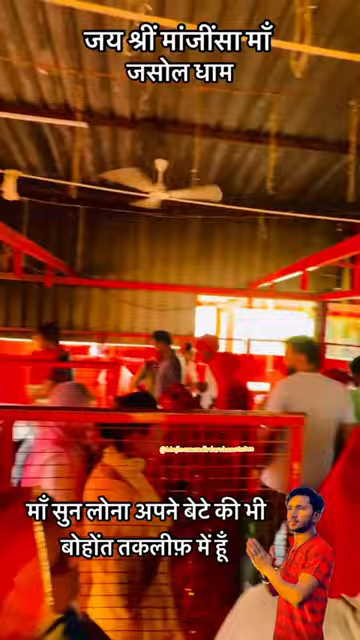 जय श्रीं मांजींसा माँ
जसोल धाम
माँ सुन लोना अपने बेटे की भी
बोहोंत तकलीफ़ में हूँ